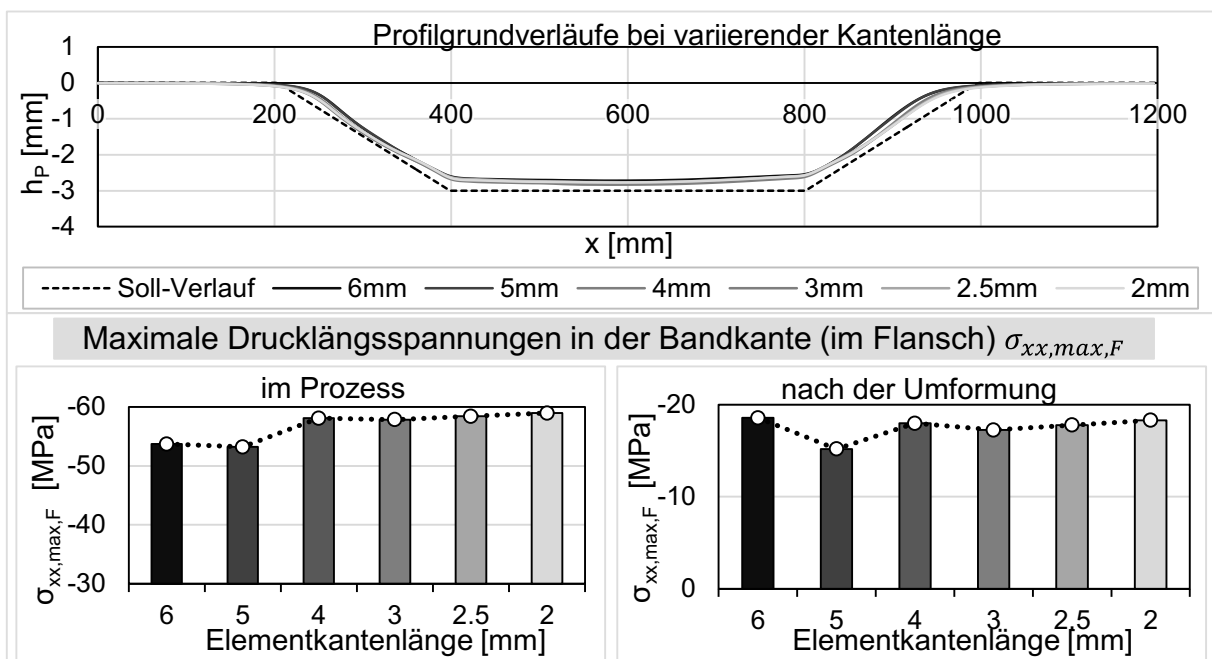 Profilgrundverläufe bei variierender Kantenlänge
1
0
-1
-2
-3
-4
h_P [mm]
0 200 400 600 800 1000 1200
x [mm]
Soll-Verlauf 6mm 5mm 4mm 3mm 2.5mm 2mm
Maximale Drucklängsspannungen in der Bandkante (im Flansch) σ_xx,max,F
im Prozess
-60
-50
-40
-30
σ_xx,max,F [MPa]
6 5 4 3 2.5 2
Elementkantenlänge [mm]
nach der Umformung
-20
-10
0
σ_xx,max,F [MPa]
6 5 4 3 2.5 2
Elementkantenlänge [mm]